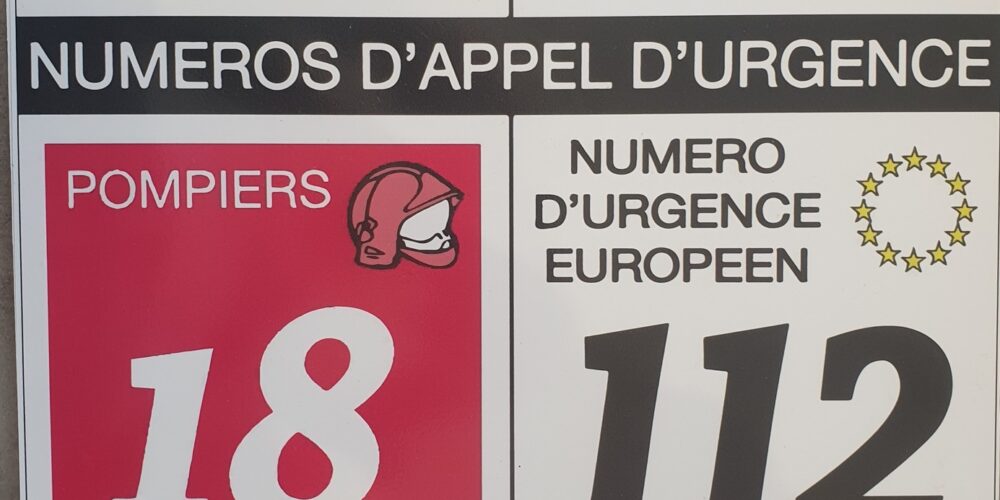 NUMEROS D'APPEL D'URGENCE
POMPIERS
18
NUMERO
D'URGENCE
EUROPEEN
112